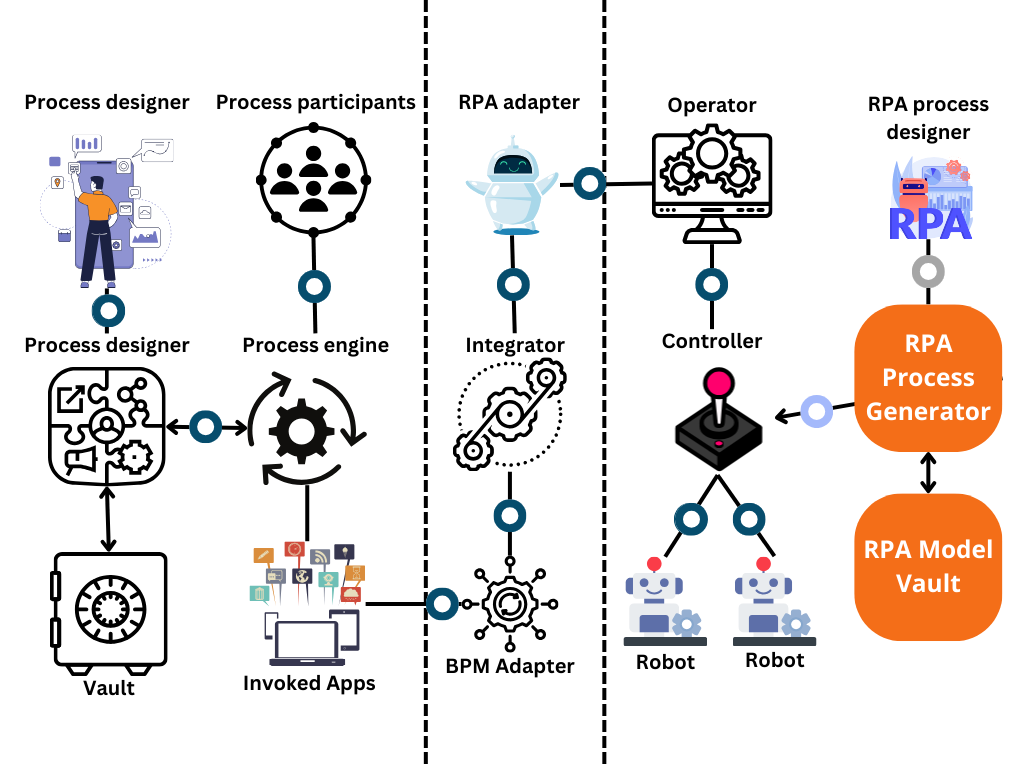 Process designer
Process participants
RPA adapter
Operator
RPA process
designer
RPA
Process designer
Process engine
Integrator
Controller
RPA
Process
Generator
RPA Model
Vault
Vault
Invoked Apps
BPM Adapter
Robot
Robot